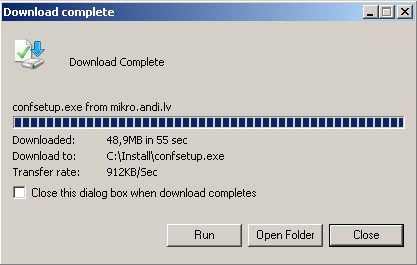 Download complete
Download Complete
confsetup.exe from mikro.andi.lv
Downloaded: 48,9MB in 55 sec
Download to: C:\Install\confsetup.exe
Transfer rate: 912KB/Sec
Close this dialog box when download completes
Run Open Folder Close